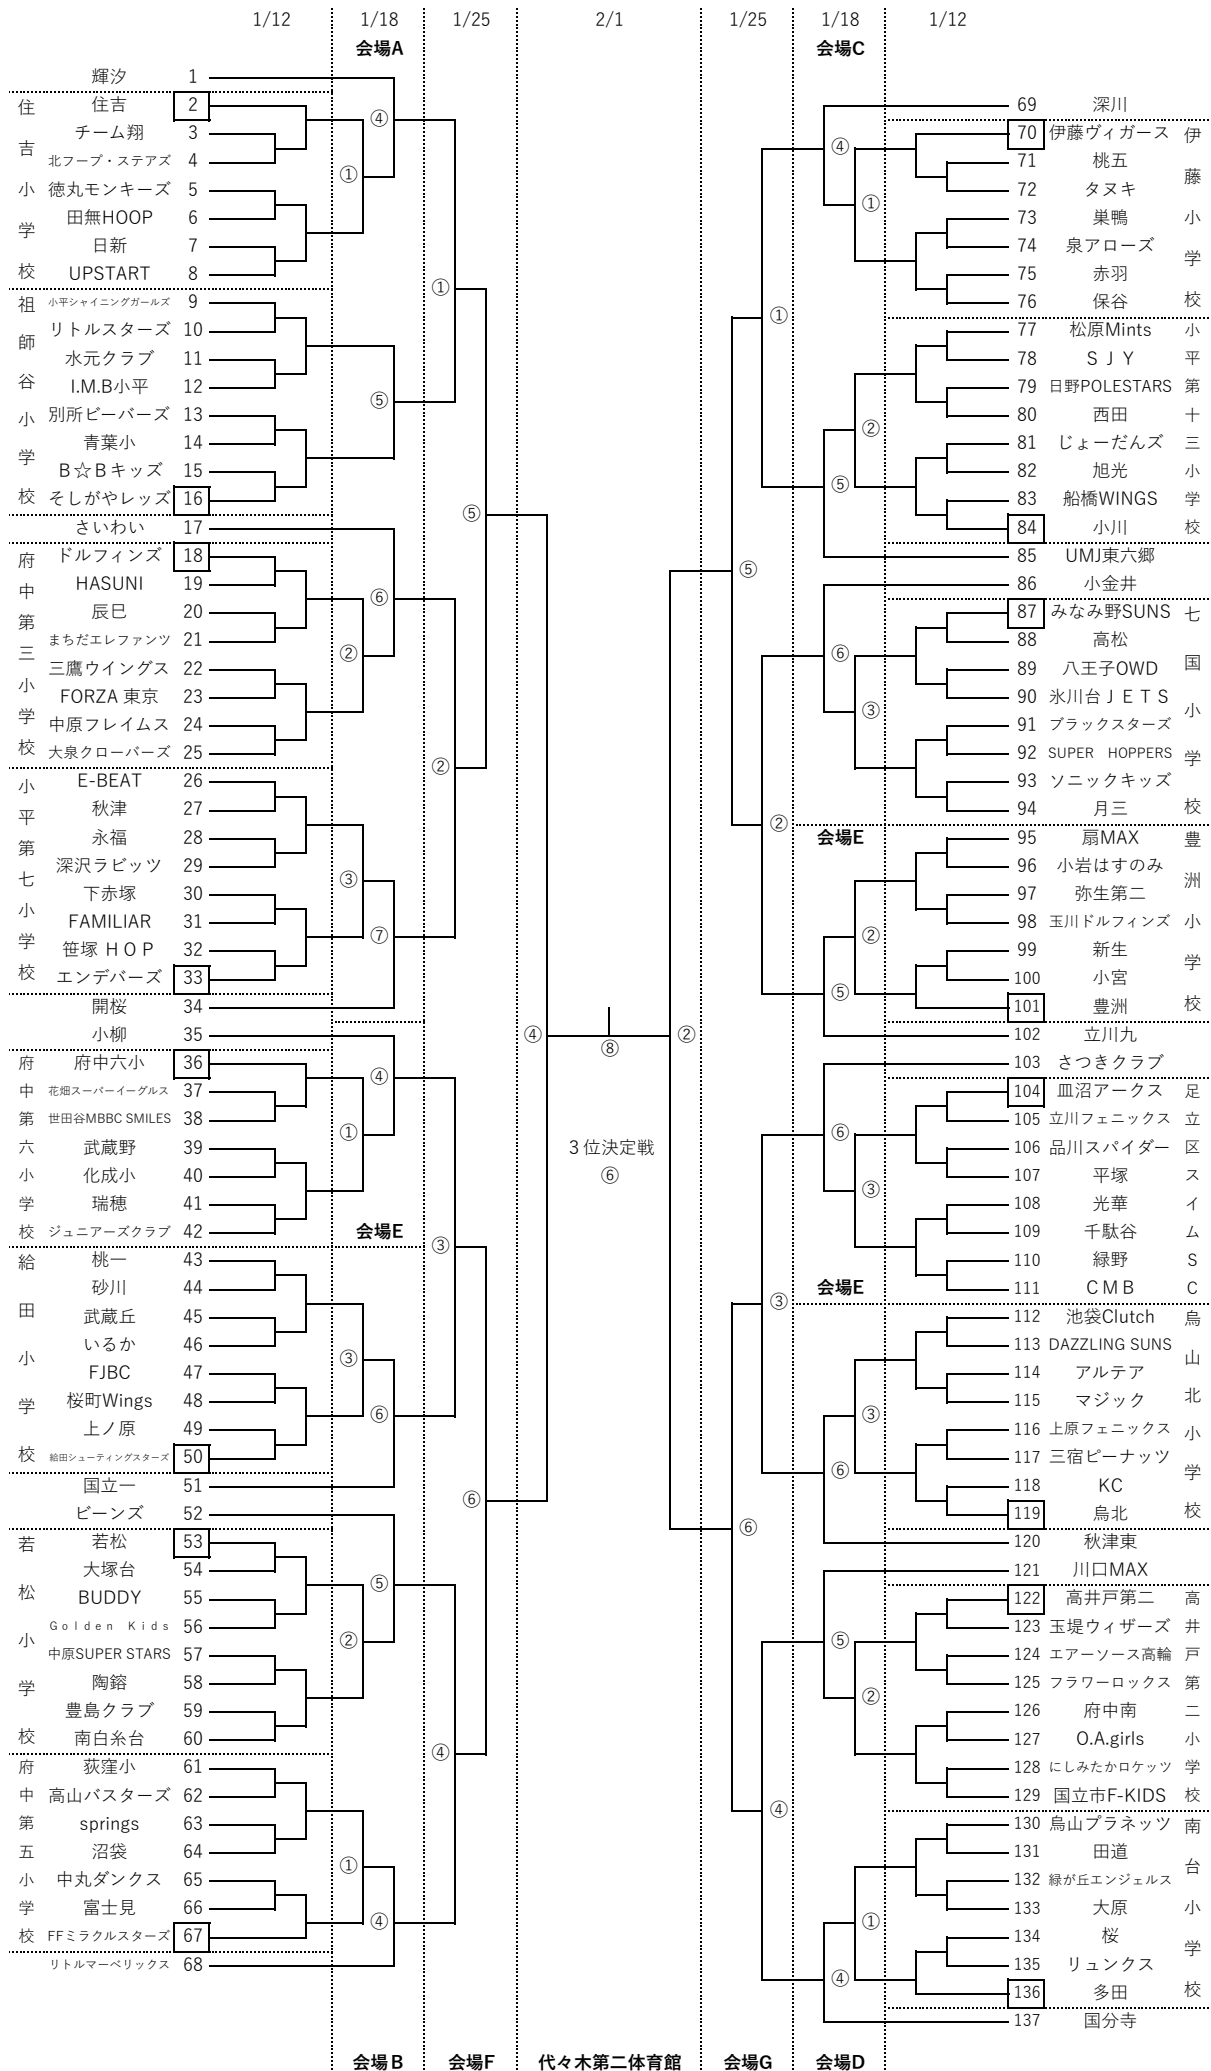 1/12
1/18
1/25
2/1
1/25
1/18
1/12
会場A
会場C
輝汐 1
住吉 2
チーム翔 3
北フープ・ステアズ 4
徳丸モンキーズ 5
田無HOOP 6
日新 7
UPSTART 8
住吉小学校
小平シャイニングガールズ 9
リトルスターズ 10
水元クラブ 11
I.M.B小平 12
別所ビーバーズ 13
青葉小 14
B☆Bキッズ 15
そしがやレッズ 16
祖師谷小学校
さいわい 17
ドルフィンズ 18
HASUNI 19
辰巳 20
まちだエレファンツ 21
三鷹ウイングス 22
FORZA 東京 23
中原フレイムス 24
大泉クローバーズ 25
府中第三小学校
E-BEAT 26
秋津 27
永福 28
深沢ラビッツ 29
下赤塚 30
FAMILIAR 31
笹塚 HOP 32
エンデバーズ 33
小平第七小学校
開桜 34
小柳 35
府中六小 36
花畑スーパーイーグルス 37
世田谷MBBC SMILES 38
武蔵野 39
化成小 40
瑞穂 41
ジュニアーズクラブ 42
府中第六小学校
会場E
桃一 43
砂川 44
武蔵丘 45
いるか 46
FJBC 47
桜町Wings 48
上ノ原 49
給田シューティングスターズ 50
給田小学校
国立一 51
ビーンズ 52
若松 53
大塚台 54
BUDDY 55
Golden Kids 56
中原SUPER STARS 57
陶鎔 58
豊島クラブ 59
南白糸台 60
若松小学校
荻窪小 61
高山バスターズ 62
springs 63
沼袋 64
中丸ダンクス 65
富士見 66
FFミラクルスターズ 67
府中第五小学校
リトルマーベリックス 68
④
①
①
⑤
⑤
⑥
②
②
③
⑦
④
①
③
③
⑥
⑥
⑤
②
④
①
④
④
⑧
②
3位決定戦
⑥
④
①
①
②
⑤
⑤
⑥
③
②
②
⑤
⑥
③
③
③
⑥
⑥
⑤
②
④
①
④
69 深川
70 伊藤ヴィガース
71 桃五
72 タヌキ
73 巣鴨
74 泉アローズ
75 赤羽
76 保谷
伊藤小学校
77 松原Mints
78 SJY
79 日野POLESTARS
80 西田
81 じょーだんズ
82 旭光
83 船橋WINGS
84 小川
小平第十三小学校
85 UMJ東六郷
86 小金井
87 みなみ野SUNS
88 高松
89 八王子OWD
90 氷川台JETS
91 ブラックスターズ
92 SUPER HOPPERS
93 ソニックキッズ
94 月三
七国小学校
会場E
95 扇MAX
96 小岩はすのみ
97 弥生第二
98 玉川ドルフィンズ
99 新生
100 小宮
101 豊洲
豊洲小学校
102 立川九
103 さつきクラブ
104 皿沼アークス
105 立川フェニックス
106 品川スパイダー
107 平塚
108 光華
109 千駄谷
110 緑野
111 CMB
足立区スイムSC
会場E
112 池袋Clutch
113 DAZZLING SUNS
114 アルテア
115 マジック
116 上原フェニックス
117 三宿ピーナッツ
118 KC
119 烏北
烏山北小学校
120 秋津東
121 川口MAX
122 高井戸第二
123 玉堤ウィザーズ
124 エアーソース高輪
125 フラワーロックス
126 府中南
127 O.A.girls
128 にしみたかロケッツ
129 国立市F-KIDS
高井戸第二小学校
130 烏山プラネッツ
131 田道
132 緑が丘エンジェルス
133 大原
134 桜
135 リュンクス
136 多田
南台小学校
137 国分寺
会場B
会場F
代々木第二体育館
会場G
会場D